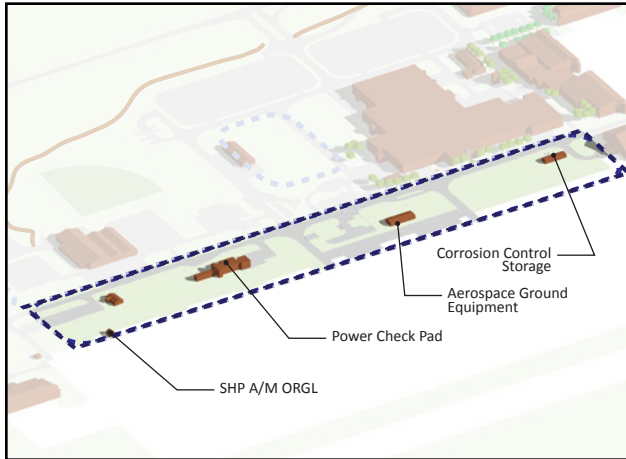 Corrosion Control
Storage
Aerospace Ground
Equipment
Power Check Pad
SHP A/M ORGL